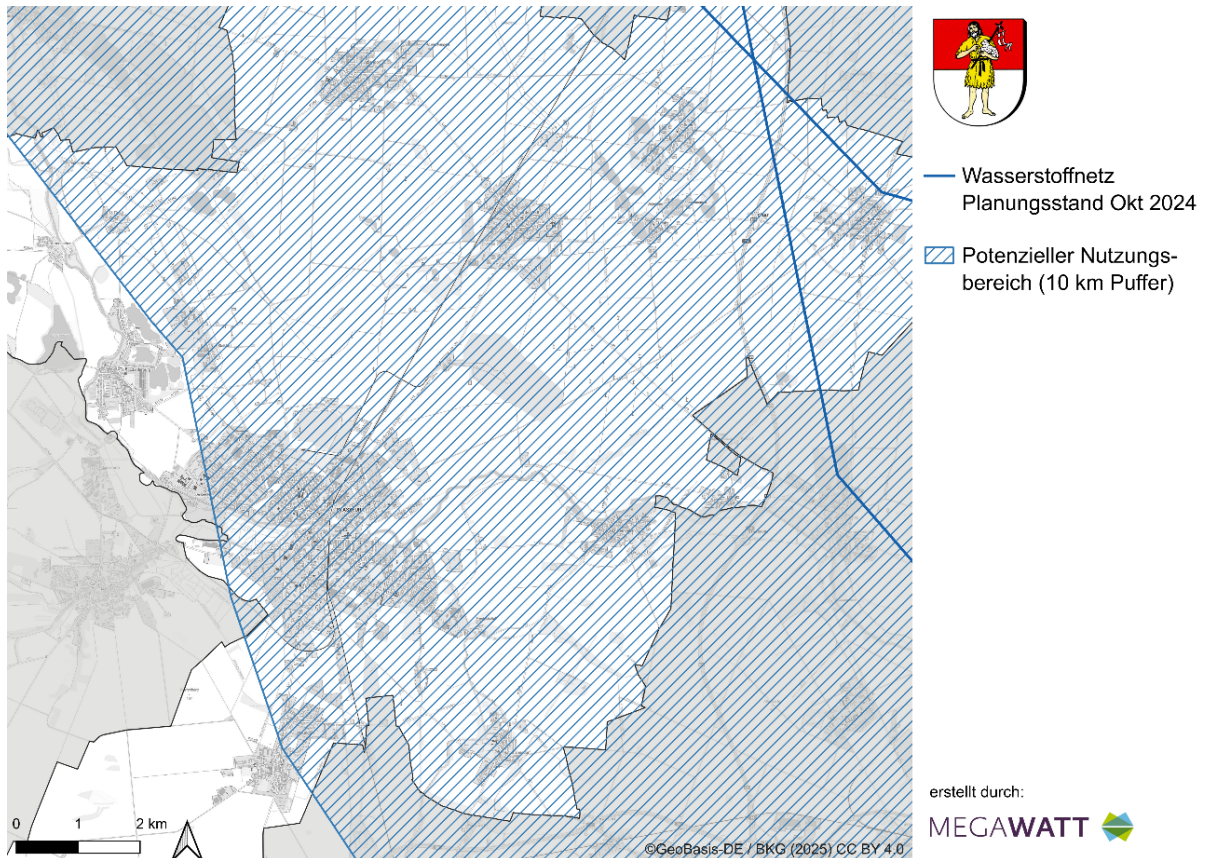 Wasserstoffnetz
Planungsstand Okt 2024
Potenzieller Nutzungs-
bereich (10 km Puffer)
0 1 2 km
©GeoBasis-DE / BKG (2025) CC BY 4.0
erstellt durch:
MEGAWATT